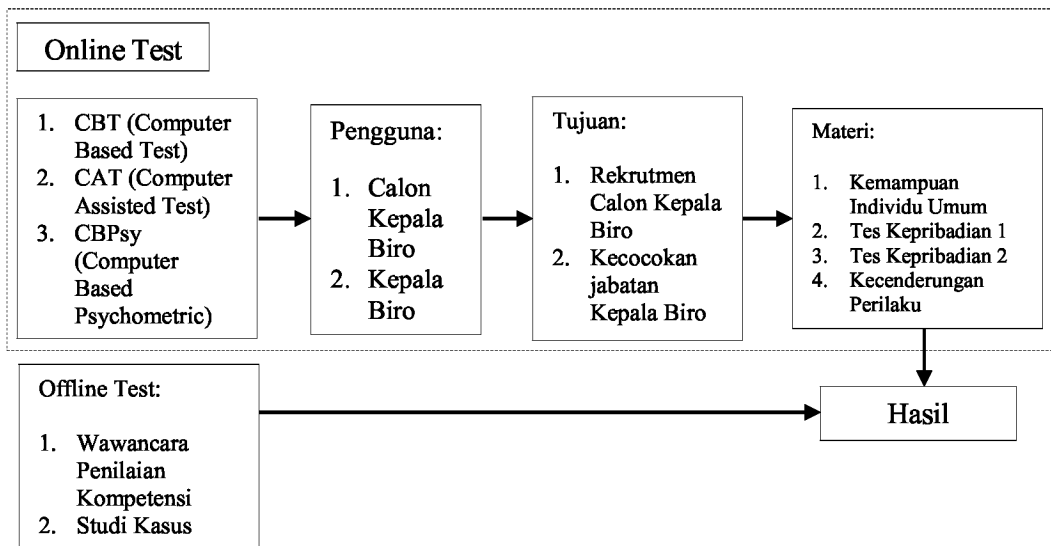 Online Test
1. CBT (Computer
Based Test)
2. CAT (Computer
Assisted Test)
3. CBPsy
(Computer
Based
Psychometric)
Pengguna:
1. Calon
Kepala
Biro
2. Kepala
Biro
Tujuan:
1. Rekrutmen
Calon Kepala
Biro
2. Kecocokan
jabatan
Kepala Biro
Materi:
1. Kemampuan
Individu Umum
2. Tes Kepribadian 1
3. Tes Kepribadian 2
4. Kecenderungan
Perilaku
Offline Test:
1. Wawancara
Penilaian
Kompetensi
2. Studi Kasus
Hasil